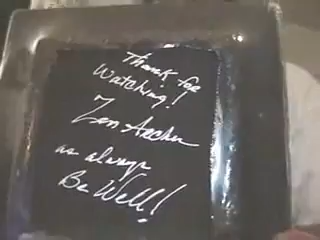 Thank for
Watching!
Zen Archer
as always
Be Well!